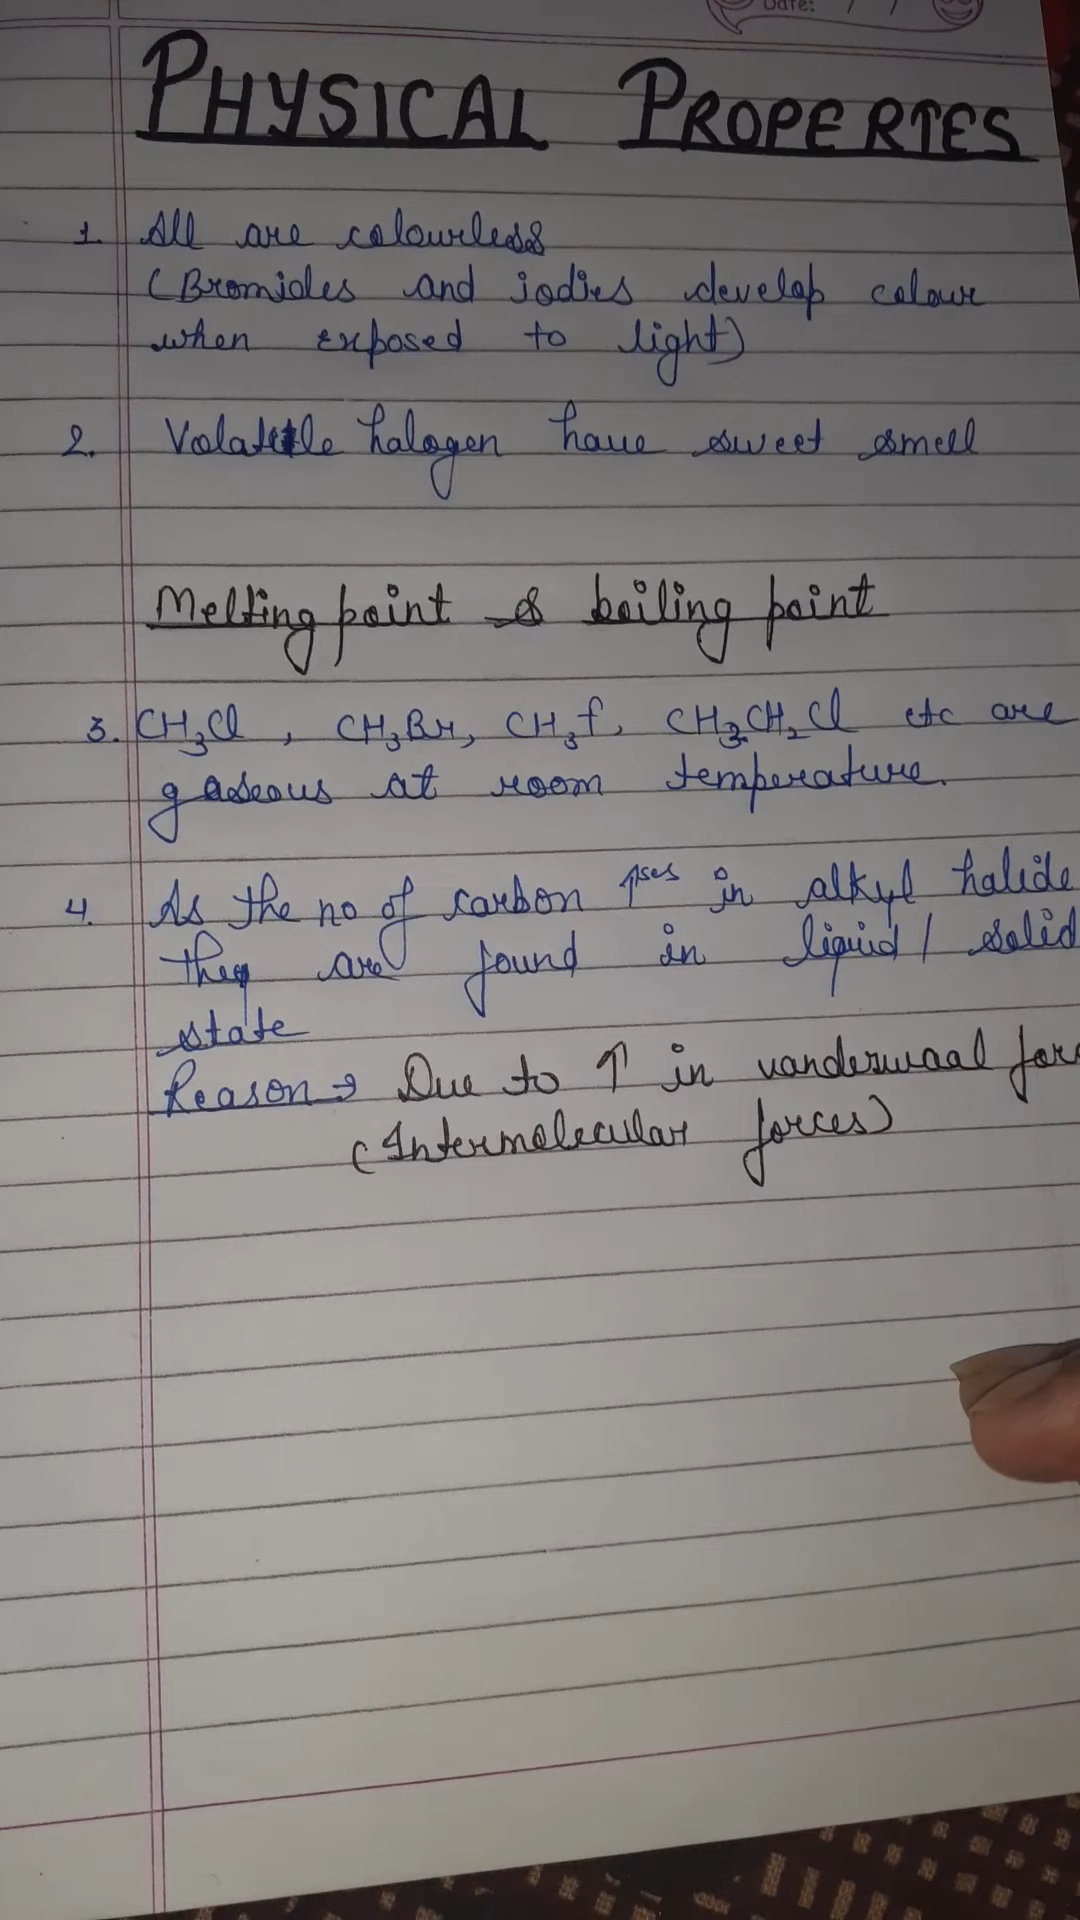 Date: / /
PHYSICAL PROPERTES
1. All are colourless
(Bromides and iodies develop colour
when exposed to light)
2. Volatile halogen have sweet smell
Melting point & boiling point
3. CH₃Cl, CH₃Br, CH₃f, CH₃CH₂Cl etc are
gaseous at room temperature.
4. As the no of carbon ↑ses in alkyl halide
they are found in liquid / solid
state
Reason → Due to ↑ in vanderwaal for
(Intermolecular forces)